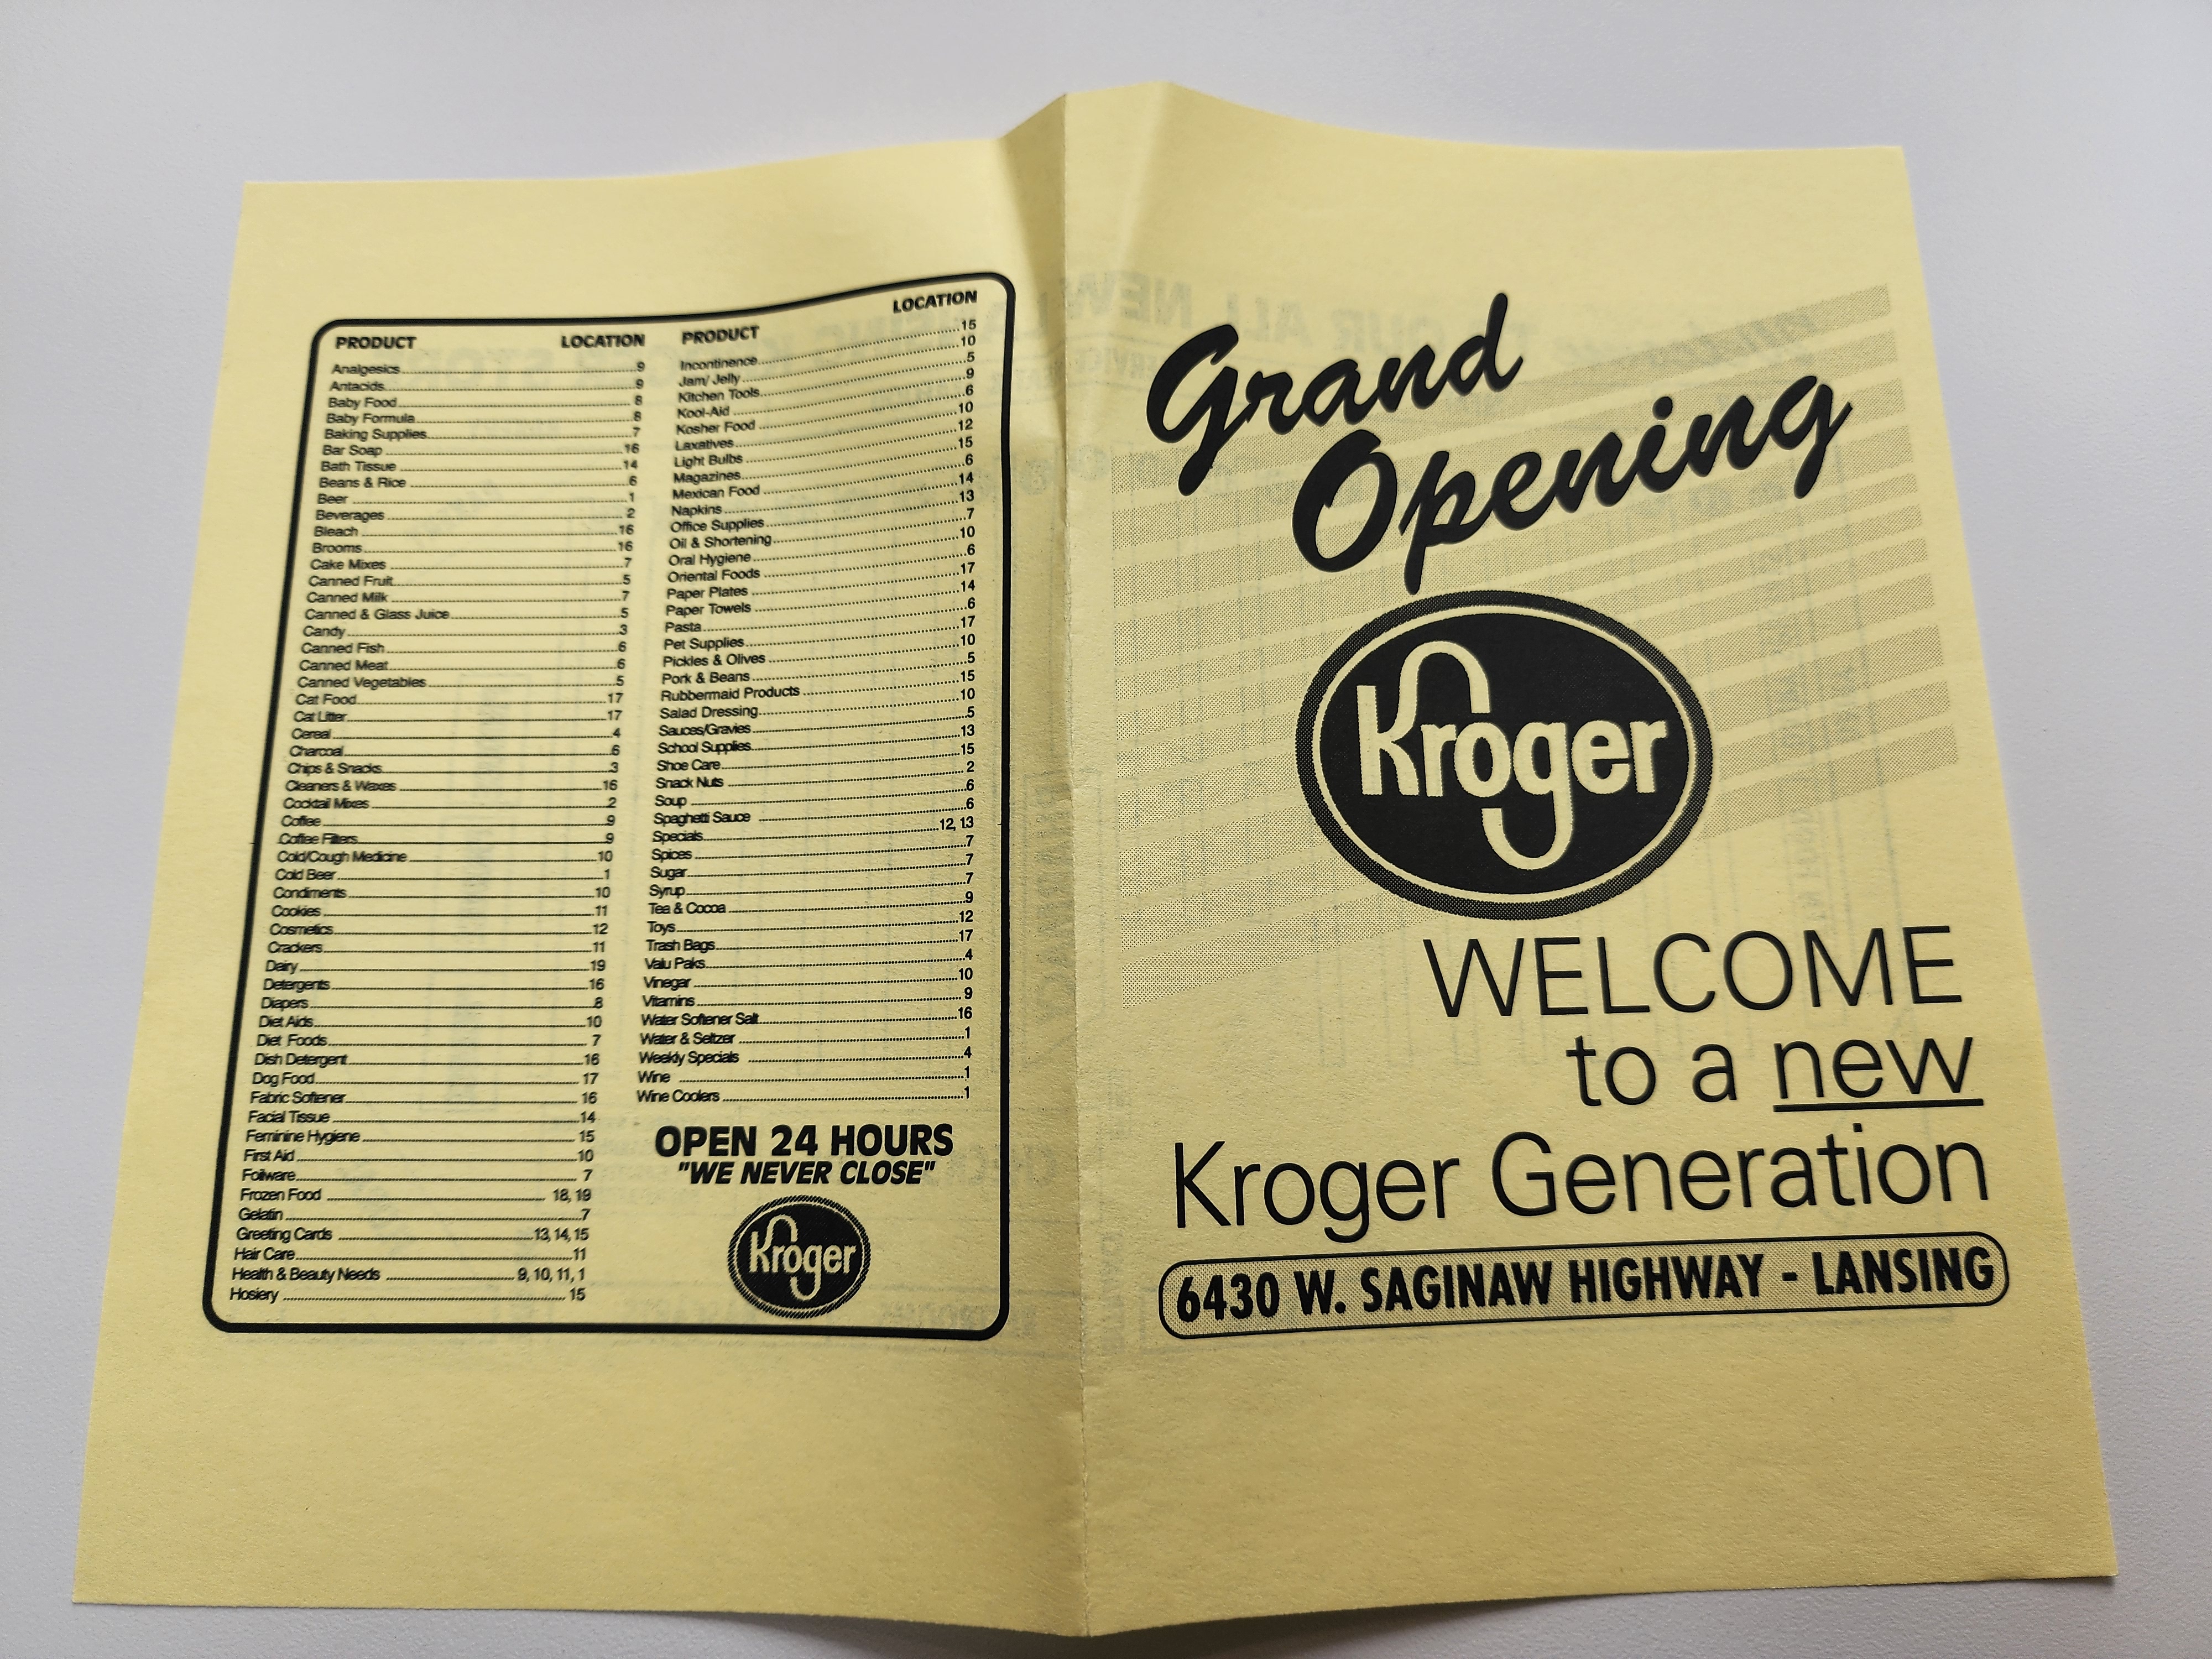 PRODUCT LOCATION
Analgesics 9
Antacids 9
Baby Food 8
Baby Formula 8
Baking Supplies 7
Bar Soap 16
Bath Tissue 14
Beans & Rice 6
Beer 1
Beverages 2
Bleach 16
Brooms 16
Cake Mixes 7
Canned Fruit 5
Canned Milk 7
Canned & Glass Juice 5
Candy 3
Canned Fish 6
Canned Meat 6
Canned Vegetables 5
Cat Food 17
Cat Litter 17
Cereal 4
Charcoal 6
Chips & Snacks 3
Cleaners & Waxes 16
Cocktail Mixes 2
Coffee 9
Coffee Filters 9
Cold/Cough Medicine 10
Cold Beer 1
Condiments 10
Cookies 11
Cosmetics 12
Crackers 11
Dairy 19
Detergents 16
Diapers 8
Diet Aids 10
Diet Foods 7
Dish Detergent 16
Dog Food 17
Fabric Softener 16
Facial Tissue 14
Feminine Hygiene 15
First Aid 10
Foilware 7
Frozen Food 18, 19
Gelatin 7
Greeting Cards 13, 14, 15
Hair Care 11
Health & Beauty Needs 9, 10, 11, 1
Hosiery 15
PRODUCT LOCATION
Incontinence 15
Jam/ Jelly 10
Kitchen Tools 5
Kool-Aid 9
Kosher Food 6
Laxatives 10
Light Bulbs 12
Magazines 15
Mexican Food 6
Napkins 14
Office Supplies 13
Oil & Shortening 7
Oral Hygiene 10
Oriental Foods 6
Paper Plates 17
Paper Towels 14
Pasta 6
Pet Supplies 17
Pickles & Olives 10
Pork & Beans 5
Rubbermaid Products 15
Salad Dressing 10
Sauces/Gravies 5
School Supplies 13
Shoe Care 15
Snack Nuts 2
Soup 6
Spaghetti Sauce 6
Specials 12, 13
Spices 7
Sugar 7
Syrup 7
Tea & Cocoa 9
Toys 12
Trash Bags 17
Valu Paks 4
Vinegar 10
Vitamins 9
Water Softener Salt 16
Water & Seltzer 1
Weekly Specials 4
Wine 1
Wine Coolers 1
OPEN 24 HOURS
"WE NEVER CLOSE"
Kroger
Grand
Opening
Kroger
WELCOME
to a new
Kroger Generation
6430 W. SAGINAW HIGHWAY - LANSING